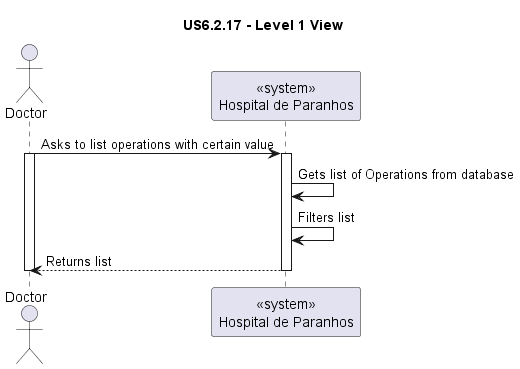 US6.2.17 - Level 1 View
Doctor
«system»
Hospital de Paranhos
Asks to list operations with certain value
Gets list of Operations from database
Filters list
Returns list
Doctor
«system»
Hospital de Paranhos